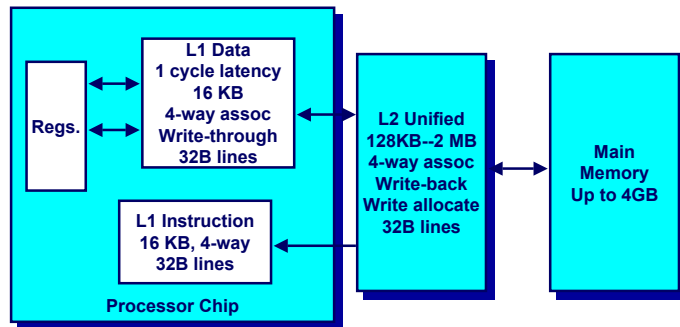 Regs.
L1 Data
1 cycle latency
16 KB
4-way assoc
Write-through
32B lines
L1 Instruction
16 KB, 4-way
32B lines
Processor Chip
L2 Unified
128KB--2 MB
4-way assoc
Write-back
Write allocate
32B lines
Main
Memory
Up to 4GB